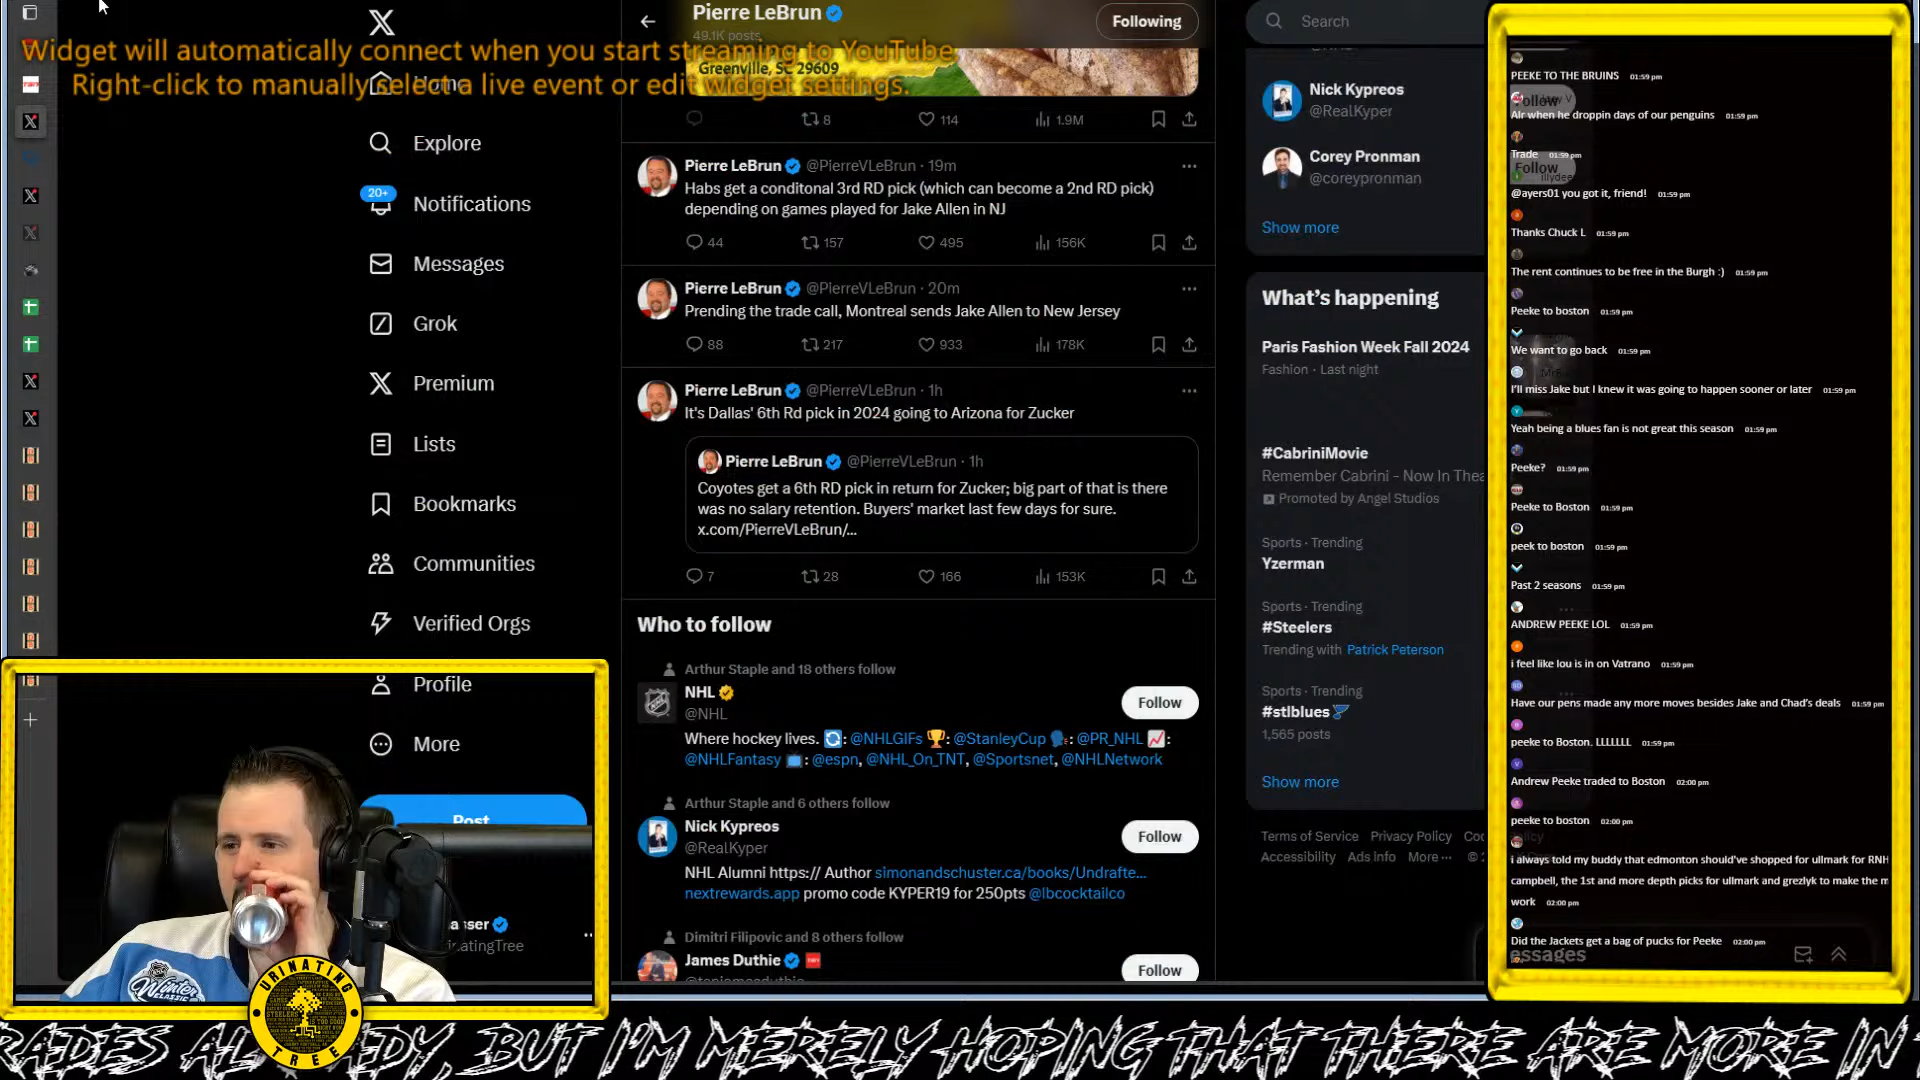 Widget will automatically connect when you start streaming to YouTube
Right-click to manually select a live event or edit widget settings.
Home
Explore
20+
Notifications
Messages
Grok
Premium
Lists
Bookmarks
Communities
Verified Orgs
Profile
More
Post
asser
inatingTree
Pierre LeBrun
49.1K posts
Following
Greenville, SC 29609
8 114 1.9M
Pierre LeBrun @PierreVLeBrun · 19m
Habs get a conditonal 3rd RD pick (which can become a 2nd RD pick)
depending on games played for Jake Allen in NJ
44 157 495 156K
Pierre LeBrun @PierreVLeBrun · 20m
Prending the trade call, Montreal sends Jake Allen to New Jersey
88 217 933 178K
Pierre LeBrun @PierreVLeBrun · 1h
It's Dallas' 6th Rd pick in 2024 going to Arizona for Zucker
Pierre LeBrun @PierreVLeBrun · 1h
Coyotes get a 6th RD pick in return for Zucker; big part of that is there
was no salary retention. Buyers' market last few days for sure.
x.com/PierreVLeBrun/...
7 28 166 153K
Who to follow
Arthur Staple and 18 others follow
NHL
@NHL
Follow
Where hockey lives. 🔄: @NHLGIFs 🏆: @StanleyCup 🗣: @PR_NHL 📈:
@NHLFantasy 📺: @espn, @NHL_On_TNT, @Sportsnet, @NHLNetwork
Arthur Staple and 6 others follow
Nick Kypreos
@RealKyper
Follow
NHL Alumni https:// Author simonandschuster.ca/books/Undrafte...
nextrewards.app promo code KYPER19 for 250pts @lbcocktailco
Dimitri Filipovic and 8 others follow
James Duthie
Follow
Search
Nick Kypreos
@RealKyper
Corey Pronman
@coreypronman
Show more
What's happening
Paris Fashion Week Fall 2024
Fashion · Last night
#CabriniMovie
Remember Cabrini - Now In Thea
Promoted by Angel Studios
Sports · Trending
Yzerman
Sports · Trending
#Steelers
Trending with Patrick Peterson
Sports · Trending
#stlblues
1,565 posts
Show more
Terms of Service Privacy Policy Coo
Accessibility Ads info More ···
Follow
Follow
PEEKE TO THE BRUINS 01:59 pm
Alr when he droppin days of our penguins 01:59 pm
Trade 01:59 pm
@ayers01 you got it, friend! 01:59 pm
Thanks Chuck L 01:59 pm
The rent continues to be free in the Burgh :) 01:59 pm
Peeke to boston 01:59 pm
We want to go back 01:59 pm
I'll miss Jake but I knew it was going to happen sooner or later 01:59 pm
Yeah being a blues fan is not great this season 01:59 pm
Peeke? 01:59 pm
Peeke to Boston 01:59 pm
peek to boston 01:59 pm
Past 2 seasons 01:59 pm
ANDREW PEEKE LOL 01:59 pm
i feel like lou is in on Vatrano 01:59 pm
Have our pens made any more moves besides Jake and Chad's deals 01:59 pm
peeke to Boston. LLLLLLL 01:59 pm
Andrew Peeke traded to Boston 02:00 pm
peeke to boston 02:00 pm
i always told my buddy that edmonton should've shopped for ullmark for RNH
campbell, the 1st and more depth picks for ullmark and grezlyk to make the m
work 02:00 pm
Did the Jackets get a bag of pucks for Peeke 02:00 pm
essages
Winter
Classic
URINATING
TREE
RADES ALREADY, BUT I'M MERELY HOPING THAT THERE ARE MORE IN